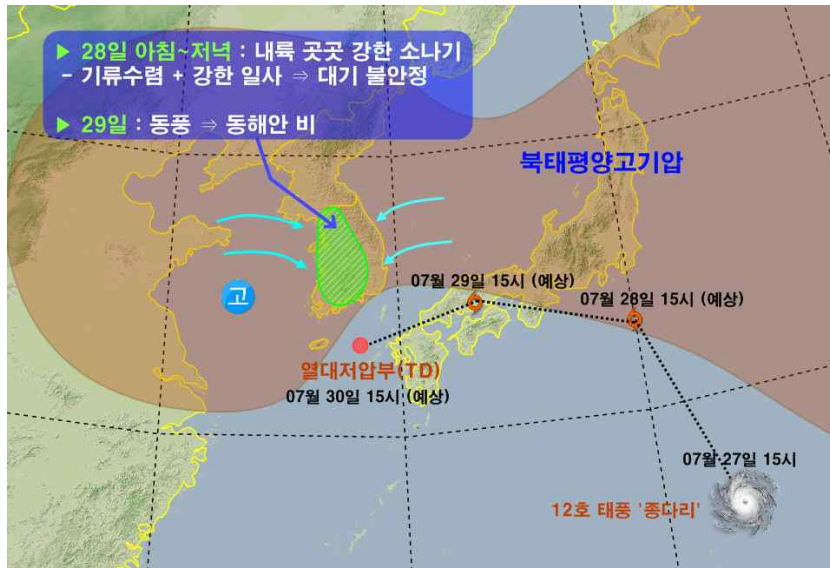 ▶ 28일 아침~저녁 : 내륙 곳곳 강한 소나기
- 기류수렴 + 강한 일사 ⇒ 대기 불안정
▶ 29일 : 동풍 ⇒ 동해안 비
북태평양고기압
고
07월 29일 15시 (예상)
07월 28일 15시 (예상)
열대저압부(TD)
07월 30일 15시 (예상)
07월 27일 15시
12호 태풍 '종다리'